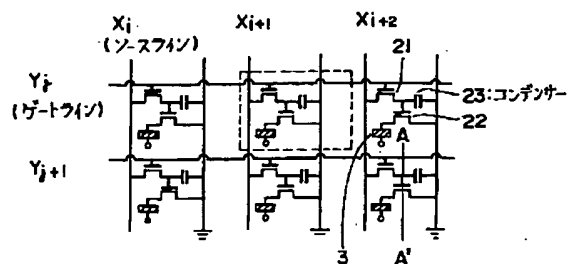 Xi Xi+1 Xi+2
(ソースライン)
21
Yj
23:コンデンサー
(ゲートライン)
22
A
Yj+1
3
A'